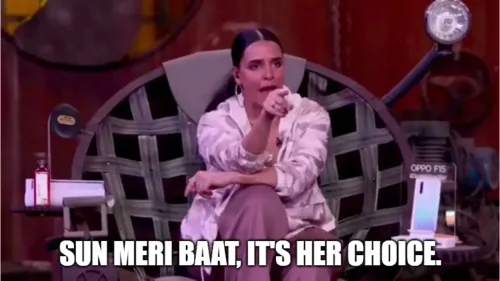 OPPO F15
SUN MERI BAAT, IT'S HER CHOICE.